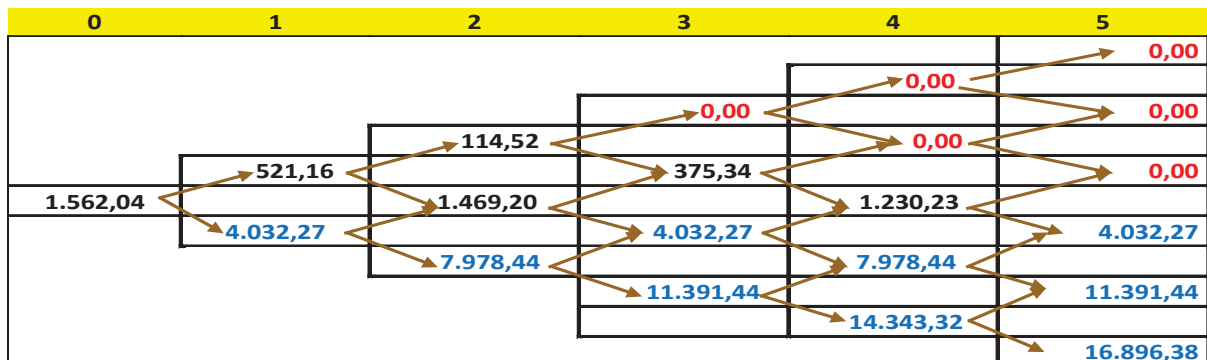 0 1 2 3 4 5
0,00
0,00
0,00 0,00
114,52 0,00
521,16 375,34 0,00
1.562,04 1.469,20 1.230,23
4.032,27 4.032,27 4.032,27
7.978,44 7.978,44
11.391,44 11.391,44
14.343,32
16.896,38